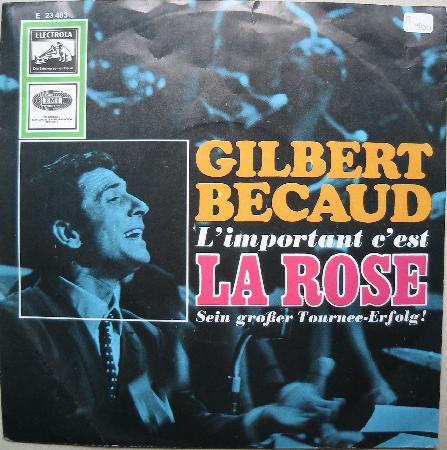 E 23 483
ELECTROLA
EMI
GILBERT
BECAUD
L'important c'est
LA ROSE
Sein großer Tournee-Erfolg!